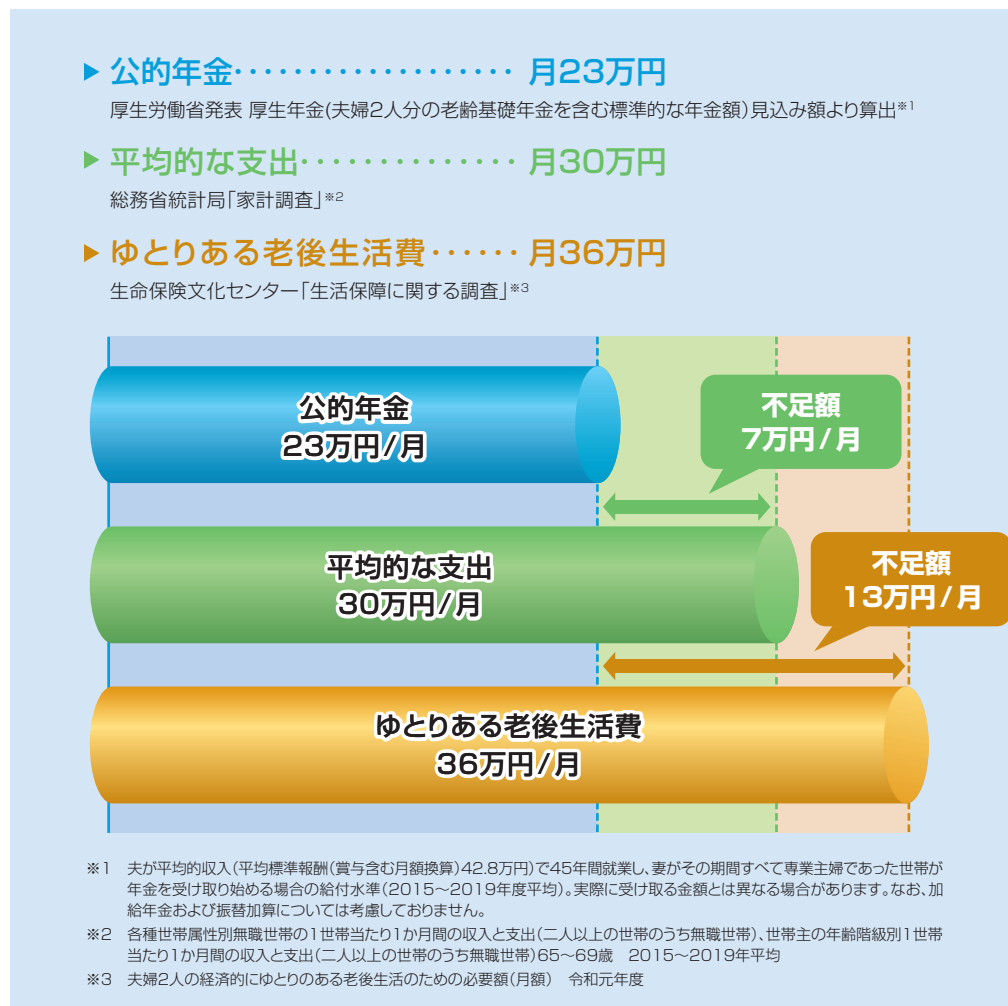 ▶ 公的年金・・・・・・・・・・・・・・・・・・・ 月23万円
厚生労働省発表 厚生年金(夫婦2人分の老齢基礎年金を含む標準的な年金額)見込み額より算出※1
▶ 平均的な支出・・・・・・・・・・・・・・ 月30万円
総務省統計局「家計調査」※2
▶ ゆとりある老後生活費・・・・・・ 月36万円
生命保険文化センター「生活保障に関する調査」※3
公的年金
23万円/月
不足額
7万円/月
平均的な支出
30万円/月
不足額
13万円/月
ゆとりある老後生活費
36万円/月
※1 夫が平均的収入(平均標準報酬(賞与含む月額換算)42.8万円)で45年間就業し、妻がその期間すべて専業主婦であった世帯が
年金を受け取り始める場合の給付水準(2015～2019年度平均)。実際に受け取る金額とは異なる場合があります。なお、加
給年金および振替加算については考慮しておりません。
※2 各種世帯属性別無職世帯の1世帯当たり1か月間の収入と支出(二人以上の世帯のうち無職世帯)、世帯主の年齢階級別1世帯
当たり1か月間の収入と支出(二人以上の世帯のうち無職世帯)65～69歳 2015～2019年平均
※3 夫婦2人の経済的にゆとりのある老後生活のための必要額(月額) 令和元年度